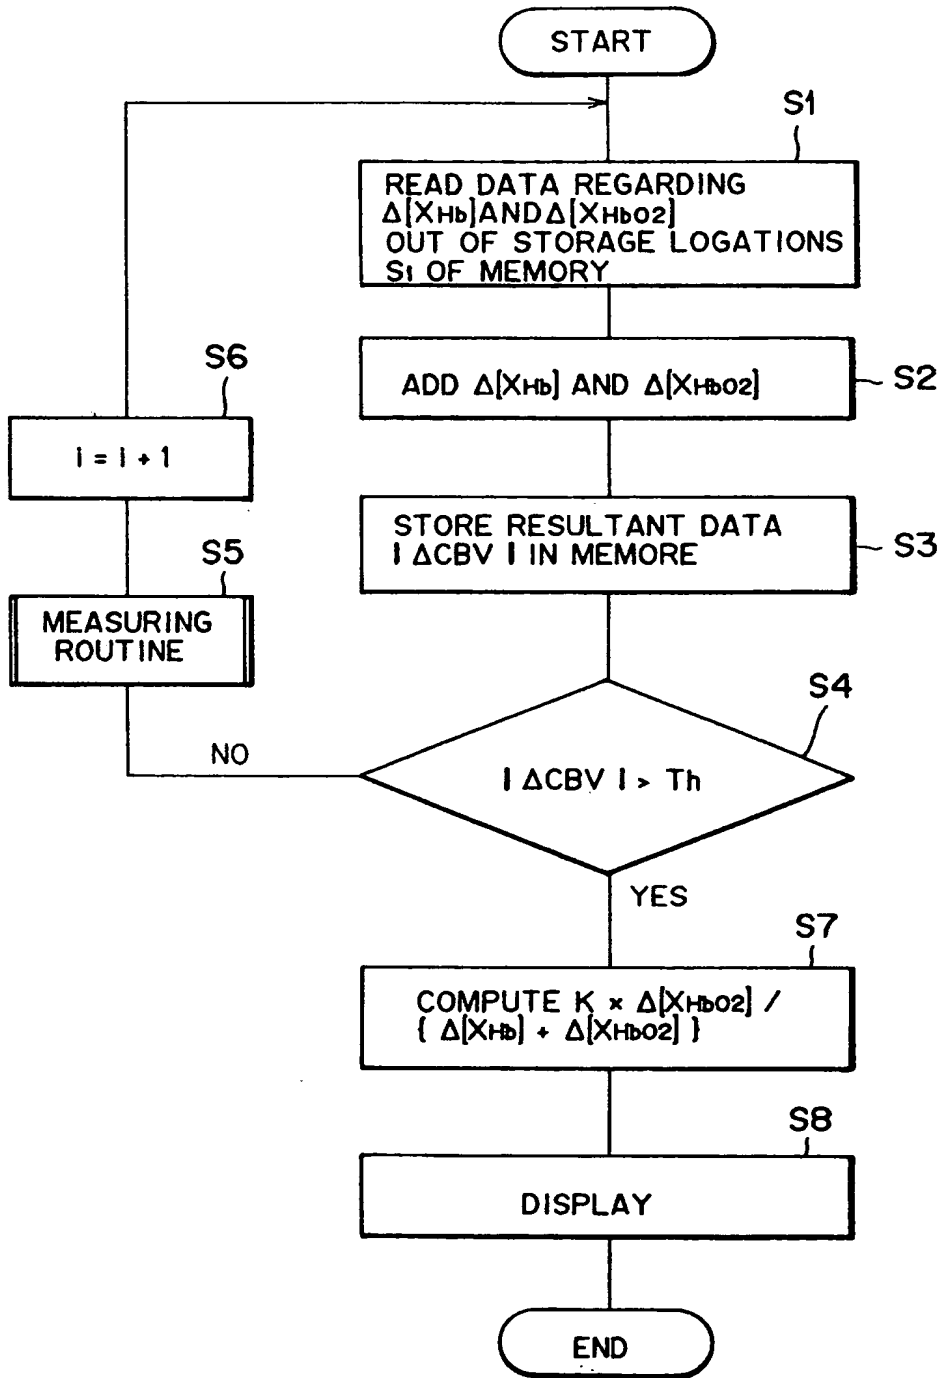 START
S1
READ DATA REGARDING
Δ[XHb]ANDΔ[XHbO2]
OUT OF STORAGE LOGATIONS
Si OF MEMORY
S2
ADD Δ[XHb] AND Δ[XHbO2]
S6
i = i + 1
S3
STORE RESULTANT DATA
| ΔCBV | IN MEMORE
S5
MEASURING
ROUTINE
S4
NO
| ΔCBV | > Th
YES
S7
COMPUTE K × Δ[XHbO2] /
{ Δ[XHb] + Δ[XHbO2] }
S8
DISPLAY
END